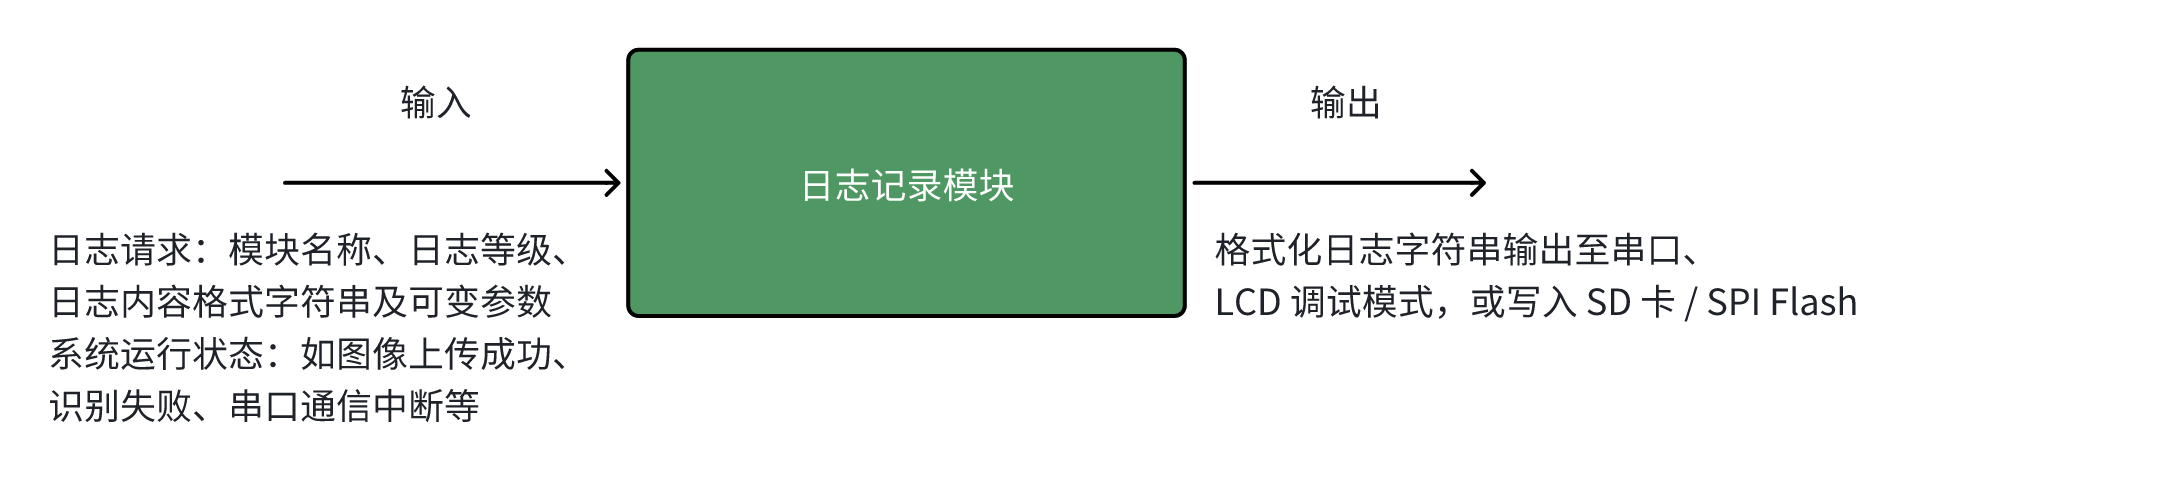 输入
输出
日志记录模块
日志请求：模块名称、日志等级、
日志内容格式字符串及可变参数
系统运行状态：如图像上传成功、
识别失败、串口通信中断等
格式化日志字符串输出至串口、
LCD 调试模式，或写入 SD 卡 / SPI Flash